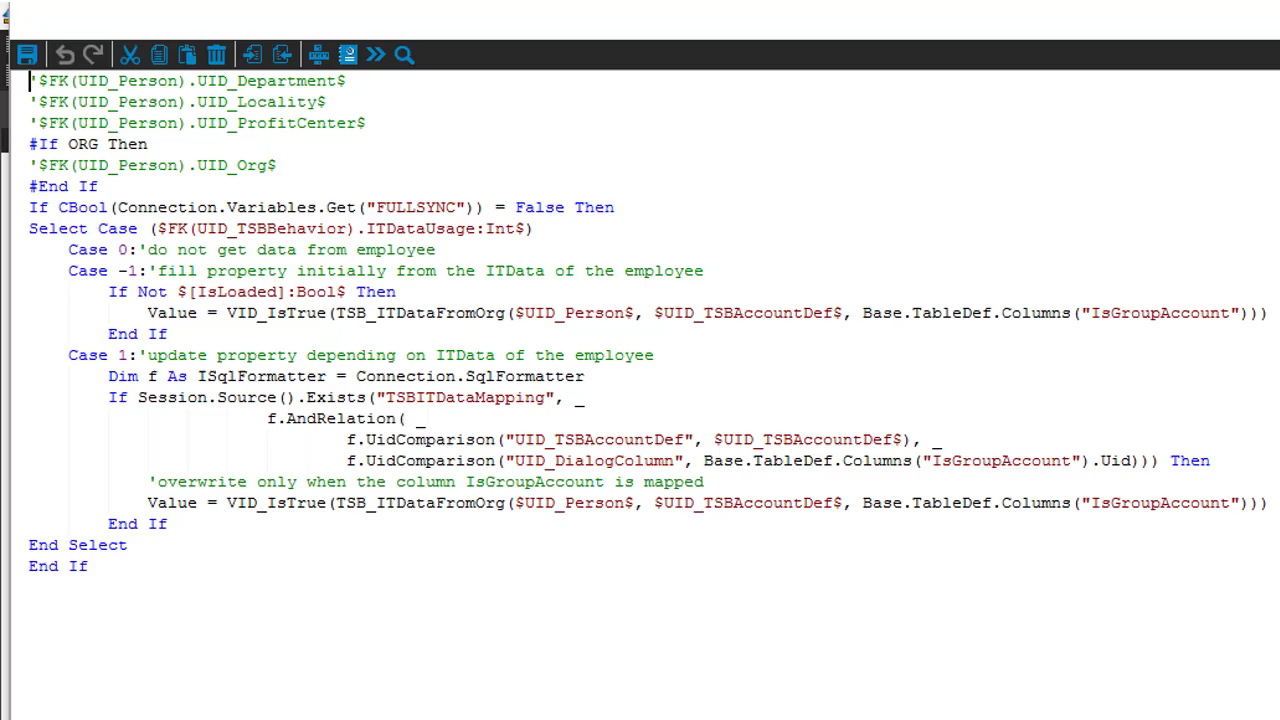 '$FK(UID_Person).UID_Department$
'$FK(UID_Person).UID_Locality$
'$FK(UID_Person).UID_ProfitCenter$
#If ORG Then
'$FK(UID_Person).UID_Org$
#End If
If CBool(Connection.Variables.Get("FULLSYNC")) = False Then
Select Case ($FK(UID_TSBBehavior).ITDataUsage:Int$)
    Case 0:'do not get data from employee
    Case -1:'fill property initially from the ITData of the employee
        If Not $[IsLoaded]:Bool$ Then
            Value = VID_IsTrue(TSB_ITDataFromOrg($UID_Person$, $UID_TSBAccountDef$, Base.TableDef.Columns("IsGroupAccount")))
        End If
    Case 1:'update property depending on ITData of the employee
        Dim f As ISqlFormatter = Connection.SqlFormatter
        If Session.Source().Exists("TSBITDataMapping", _
                        f.AndRelation( _
                                f.UidComparison("UID_TSBAccountDef", $UID_TSBAccountDef$), _
                                f.UidComparison("UID_DialogColumn", Base.TableDef.Columns("IsGroupAccount").Uid))) Then
            'overwrite only when the column IsGroupAccount is mapped
            Value = VID_IsTrue(TSB_ITDataFromOrg($UID_Person$, $UID_TSBAccountDef$, Base.TableDef.Columns("IsGroupAccount")))
        End If
End Select
End If